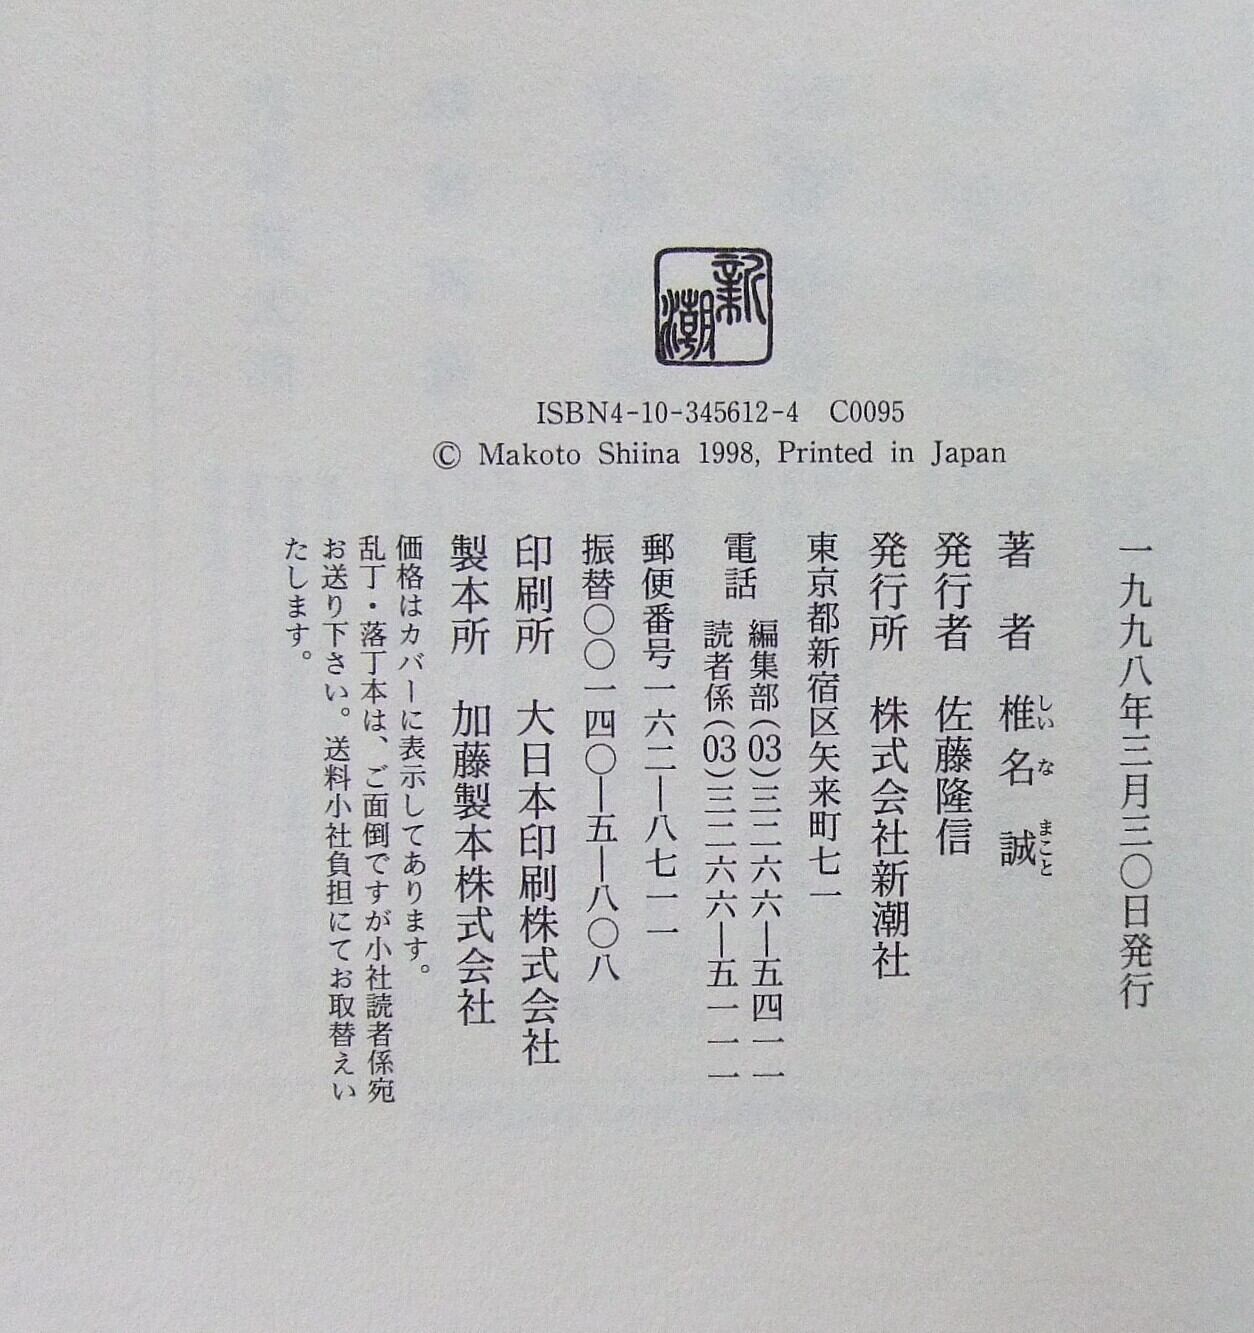 新潮
ISBN4-10-345612-4 C0095
© Makoto Shiina 1998, Printed in Japan
一九九八年三月三〇日発行
著者 椎名 誠
しい な まこと
発行者 佐藤隆信
発行所 株式会社新潮社
東京都新宿区矢来町七一
電話
編集部(03)三二六六―五四一一
読者係(03)三二六六―五一一一
郵便番号一六二―八七一一
振替〇〇一四〇―五―八〇八
印刷所 大日本印刷株式会社
製本所 加藤製本株式会社
価格はカバーに表示してあります。
乱丁・落丁本は、ご面倒ですが小社読者係宛
お送り下さい。送料小社負担にてお取替えい
たします。